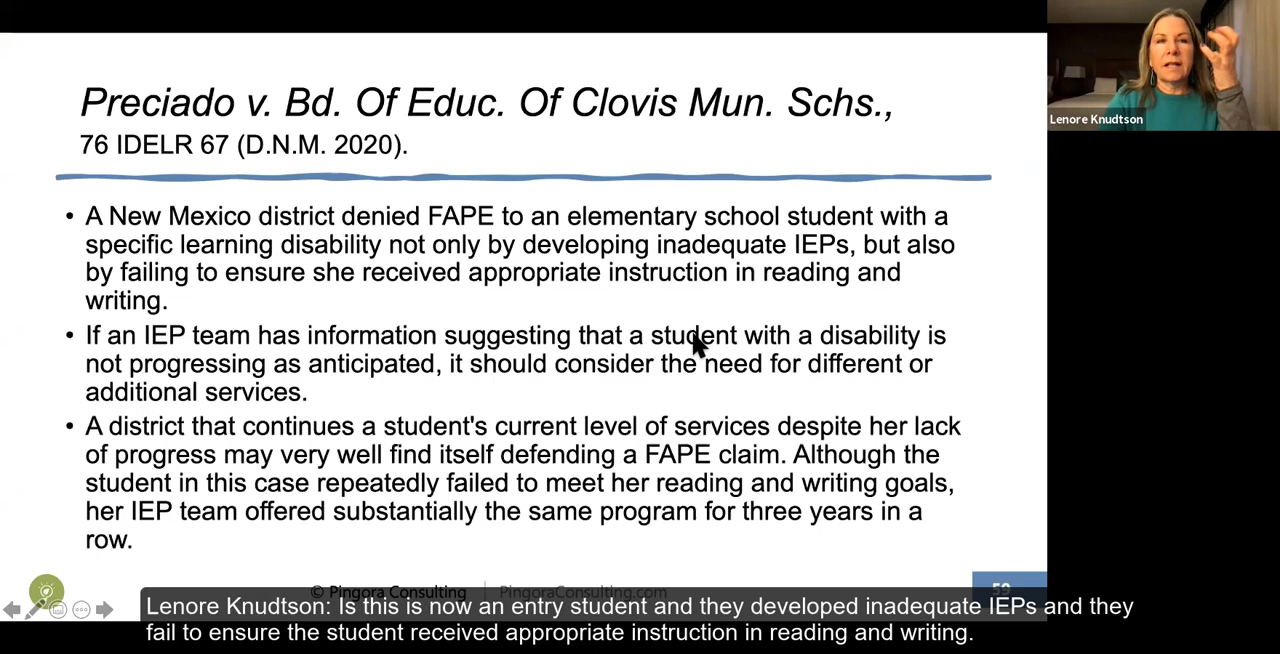 Preciado v. Bd. Of Educ. Of Clovis Mun. Schs.,
76 IDELR 67 (D.N.M. 2020).
Lenore Knudtson
• A New Mexico district denied FAPE to an elementary school student with a
specific learning disability not only by developing inadequate IEPs, but also
by failing to ensure she received appropriate instruction in reading and
writing.
• If an IEP team has information suggesting that a student with a disability is
not progressing as anticipated, it should consider the need for different or
additional services.
• A district that continues a student's current level of services despite her lack
of progress may very well find itself defending a FAPE claim. Although the
student in this case repeatedly failed to meet her reading and writing goals,
her IEP team offered substantially the same program for three years in a
row.
© Pingora Consulting | PingoraConsulting.com
59
Lenore Knudtson: Is this is now an entry student and they developed inadequate IEPs and they
fail to ensure the student received appropriate instruction in reading and writing.